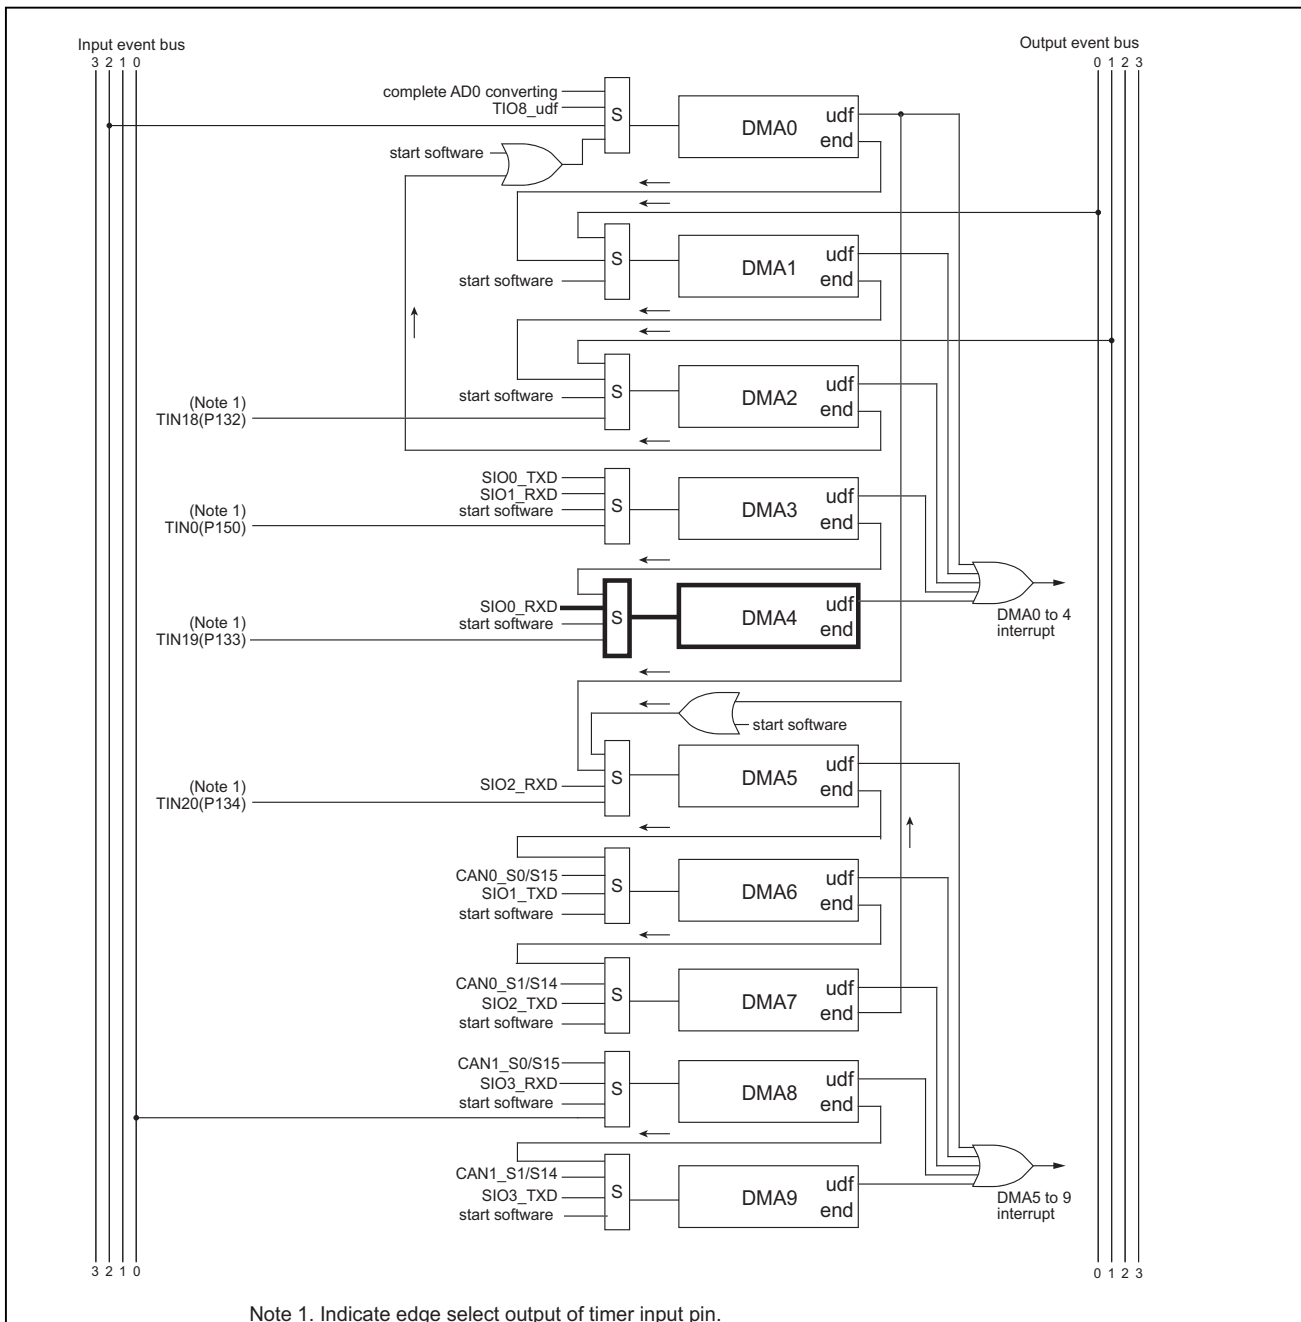 Input event bus
Output event bus
3 2 1 0
0 1 2 3
complete AD0 converting
TIO8_udf
S
DMA0
udf
end
start software
S
DMA1
udf
end
start software
S
DMA2
udf
end
start software
(Note 1)
TIN18(P132)
SIO0_TXD
SIO1_RXD
start software
S
DMA3
udf
end
(Note 1)
TIN0(P150)
SIO0_RXD
start software
S
DMA4
udf
end
(Note 1)
TIN19(P133)
DMA0 to 4
interrupt
start software
S
DMA5
udf
end
SIO2_RXD
(Note 1)
TIN20(P134)
CAN0_S0/S15
SIO1_TXD
start software
S
DMA6
udf
end
CAN0_S1/S14
SIO2_TXD
start software
S
DMA7
udf
end
CAN1_S0/S15
SIO3_RXD
start software
S
DMA8
udf
end
CAN1_S1/S14
SIO3_TXD
start software
S
DMA9
udf
end
DMA5 to 9
interrupt
3 2 1 0
0 1 2 3
Note 1. Indicate edge select output of timer input pin.